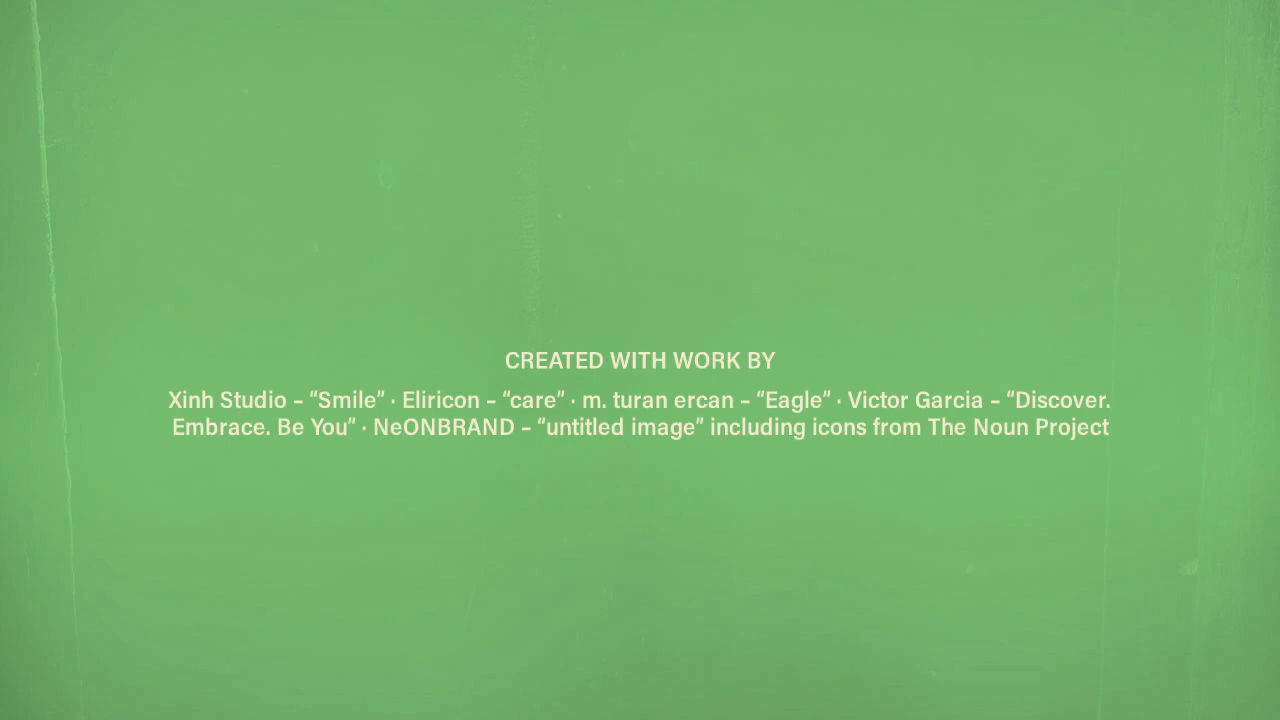 CREATED WITH WORK BY
Xinh Studio – “Smile” · Eliricon – “care” · m. turan ercan – “Eagle” · Victor Garcia – “Discover.
Embrace. Be You” · NeONBRAND – “untitled image” including icons from The Noun Project